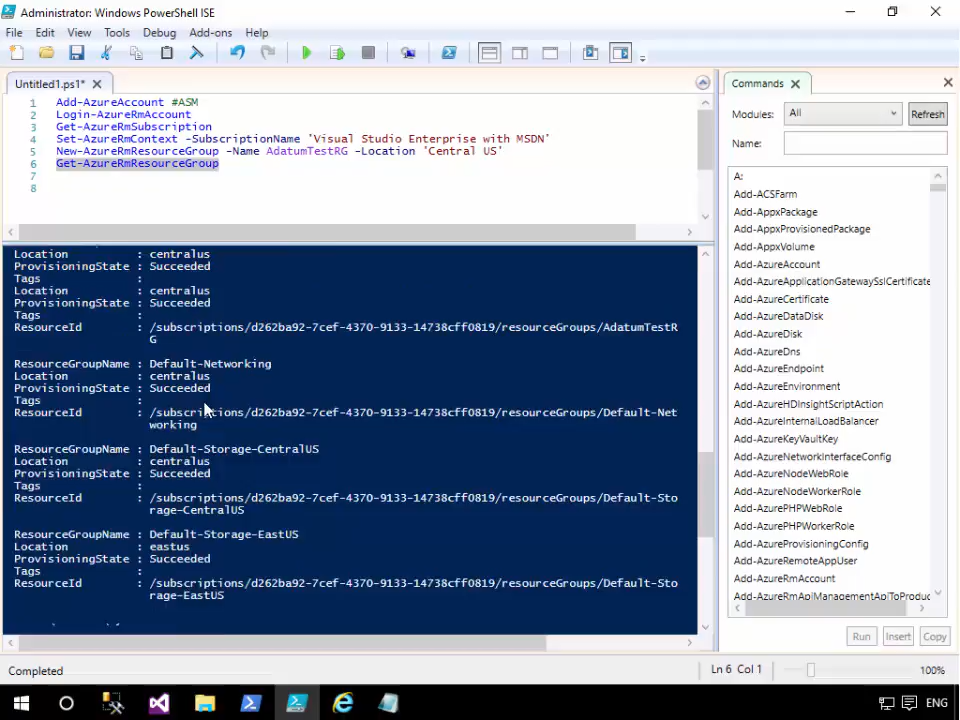 Administrator: Windows PowerShell ISE
File Edit View Tools Debug Add-ons Help
Untitled1.ps1*
1 Add-AzureAccount #ASM
2 Login-AzureRmAccount
3 Get-AzureRmSubscription
4 Set-AzureRmContext -SubscriptionName 'Visual Studio Enterprise with MSDN'
5 New-AzureRmResourceGroup -Name AdatumTestRG -Location 'Central US'
6 Get-AzureRmResourceGroup
7
8
Location : centralus
ProvisioningState : Succeeded
Tags :
Location : centralus
ProvisioningState : Succeeded
Tags :
ResourceId : /subscriptions/d262ba92-7cef-4370-9133-14738cff0819/resourceGroups/AdatumTestR
G
ResourceGroupName : Default-Networking
Location : centralus
ProvisioningState : Succeeded
Tags :
ResourceId : /subscriptions/d262ba92-7cef-4370-9133-14738cff0819/resourceGroups/Default-Net
working
ResourceGroupName : Default-Storage-CentralUS
Location : centralus
ProvisioningState : Succeeded
Tags :
ResourceId : /subscriptions/d262ba92-7cef-4370-9133-14738cff0819/resourceGroups/Default-Sto
rage-CentralUS
ResourceGroupName : Default-Storage-EastUS
Location : eastus
ProvisioningState : Succeeded
Tags :
ResourceId : /subscriptions/d262ba92-7cef-4370-9133-14738cff0819/resourceGroups/Default-Sto
rage-EastUS
Commands
Modules: All Refresh
Name:
A:
Add-ACSFarm
Add-AppxPackage
Add-AppxProvisionedPackage
Add-AppxVolume
Add-AzureAccount
Add-AzureApplicationGatewaySslCertificate
Add-AzureCertificate
Add-AzureDataDisk
Add-AzureDisk
Add-AzureDns
Add-AzureEndpoint
Add-AzureEnvironment
Add-AzureHDInsightScriptAction
Add-AzureInternalLoadBalancer
Add-AzureKeyVaultKey
Add-AzureNetworkInterfaceConfig
Add-AzureNodeWebRole
Add-AzureNodeWorkerRole
Add-AzurePHPWebRole
Add-AzurePHPWorkerRole
Add-AzureProvisioningConfig
Add-AzureRemoteAppUser
Add-AzureRmAccount
Add-AzureRmApiManagementApiToProduc
Run Insert Copy
Completed Ln 6 Col 1 100%
ENG